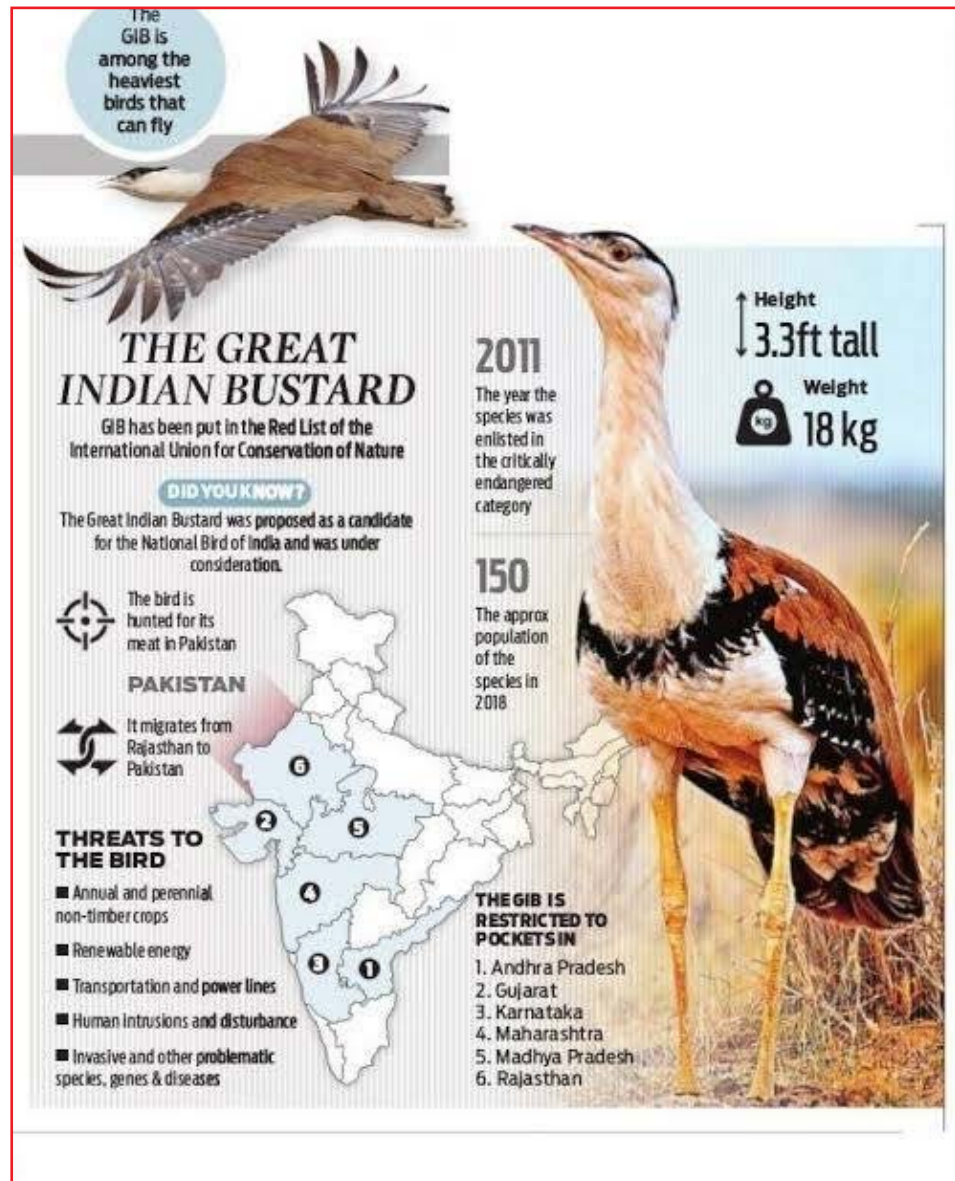 The
GIB is
among the
heaviest
birds that
can fly
THE GREAT
INDIAN BUSTARD
GIB has been put in the Red List of the
International Union for Conservation of Nature
DID YOU KNOW?
The Great Indian Bustard was proposed as a candidate
for the National Bird of India and was under
consideration.
The bird is
hunted for its
meat in Pakistan
PAKISTAN
It migrates from
Rajasthan to
Pakistan
THREATS TO
THE BIRD
■ Annual and perennial
non-timber crops
■ Renewable energy
■ Transportation and power lines
■ Human intrusions and disturbance
■ Invasive and other problematic
species, genes & diseases
2011
The year the
species was
enlisted in
the critically
endangered
category
150
The approx
population
of the
species in
2018
Height
3.3ft tall
Weight
kg
18 kg
6
2
5
4
3
1
THE GIB IS
RESTRICTED TO
POCKETS IN
1. Andhra Pradesh
2. Gujarat
3. Karnataka
4. Maharashtra
5. Madhya Pradesh
6. Rajasthan